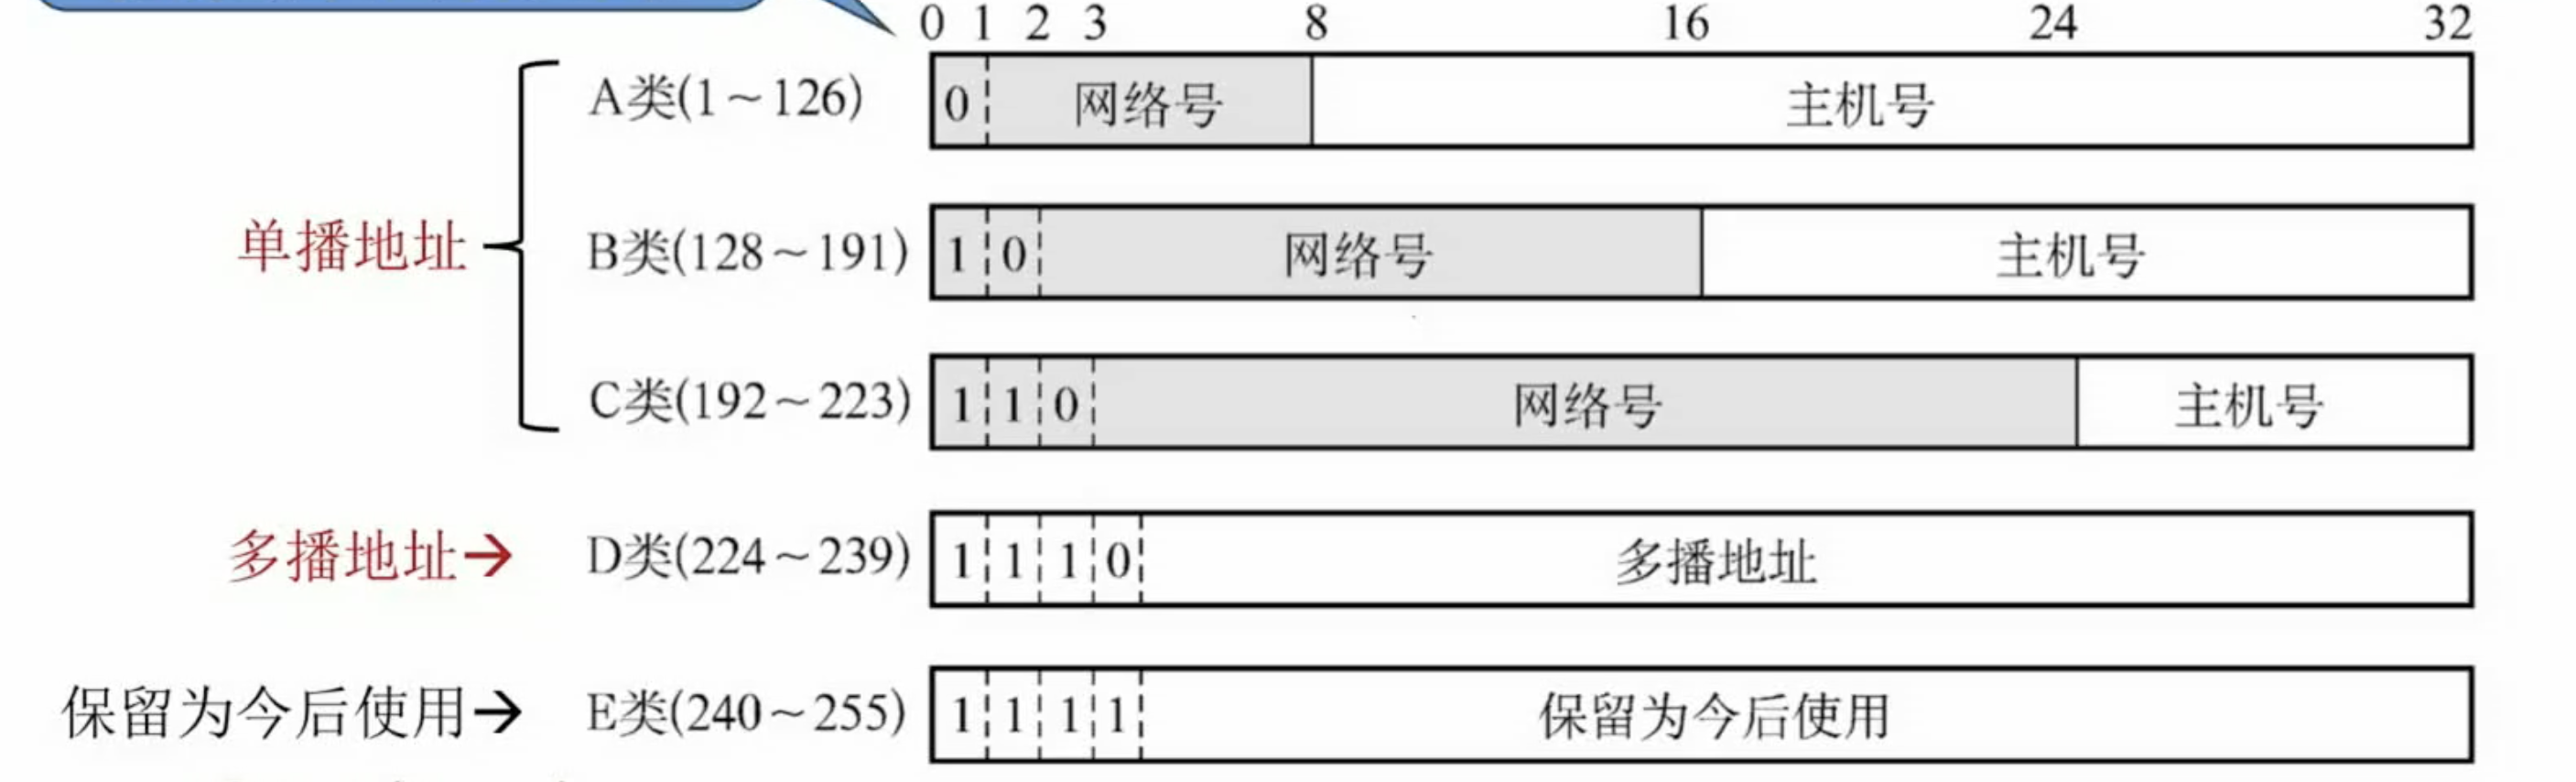 0 1 2 3 8 16 24 32
A类(1～126) 0 网络号 主机号
单播地址
B类(128～191) 1 0 网络号 主机号
C类(192～223) 1 1 0 网络号 主机号
多播地址→ D类(224～239) 1 1 1 0 多播地址
保留为今后使用→ E类(240～255) 1 1 1 1 保留为今后使用